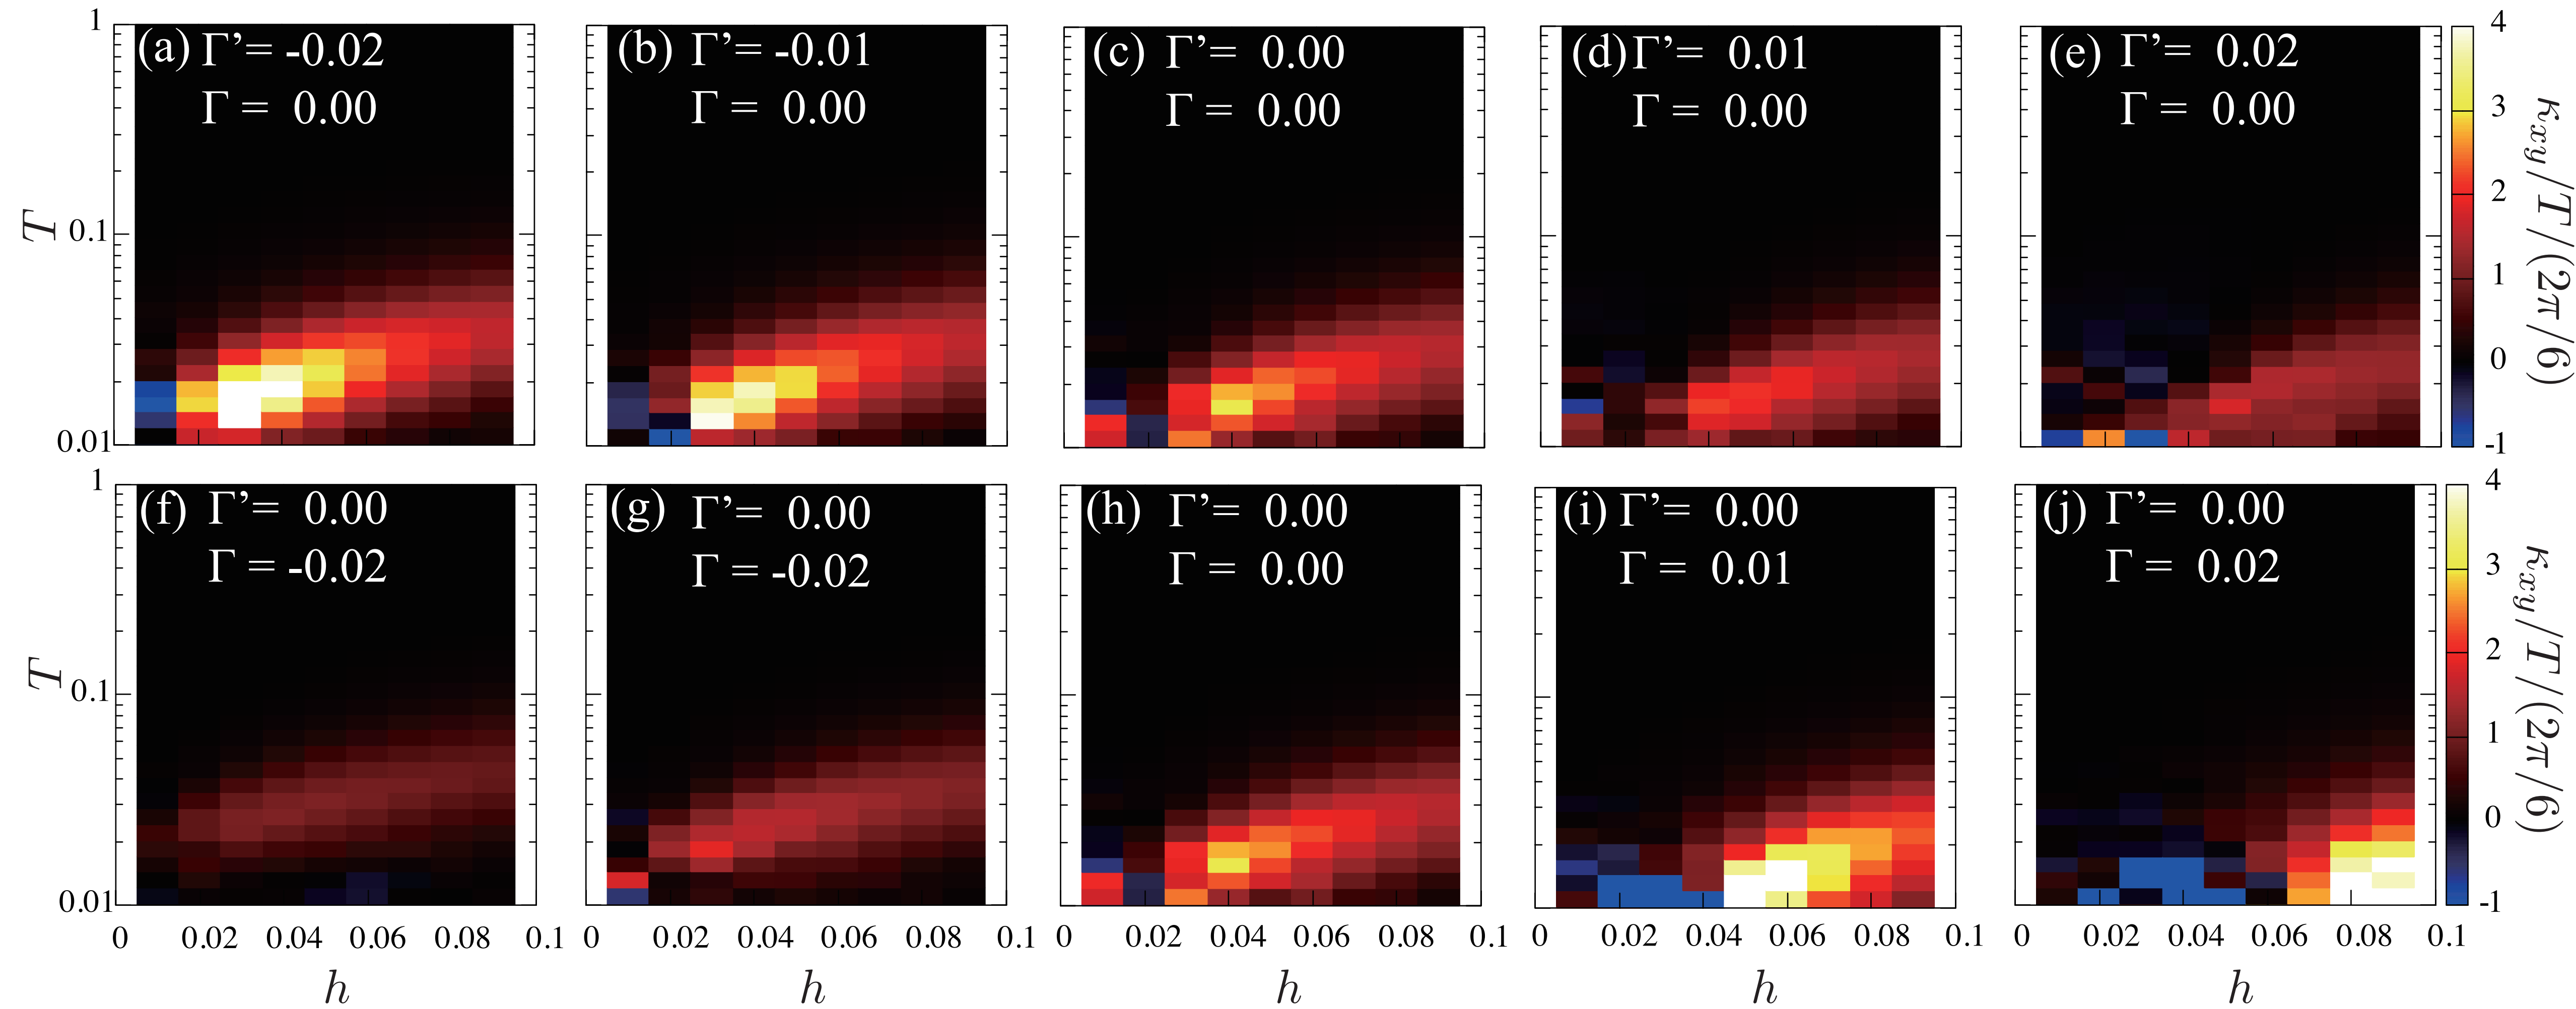 (a) Γ'= -0.02
Γ = 0.00
(b) Γ'= -0.01
Γ = 0.00
(c) Γ'= 0.00
Γ = 0.00
(d) Γ'= 0.01
Γ = 0.00
(e) Γ'= 0.02
Γ = 0.00
1
0.1
0.01
T
4
3
2
1
0
-1
κxy/T/(2π/6)
(f) Γ'= 0.00
Γ = -0.02
(g) Γ'= 0.00
Γ = -0.02
(h) Γ'= 0.00
Γ = 0.00
(i) Γ'= 0.00
Γ = 0.01
(j) Γ'= 0.00
Γ = 0.02
1
0.1
0.01
T
4
3
2
1
0
-1
κxy/T/(2π/6)
0 0.02 0.04 0.06 0.08 0.1
0 0.02 0.04 0.06 0.08 0.1
0 0.02 0.04 0.06 0.08 0.1
0 0.02 0.04 0.06 0.08 0.1
0 0.02 0.04 0.06 0.08 0.1
h
h
h
h
h